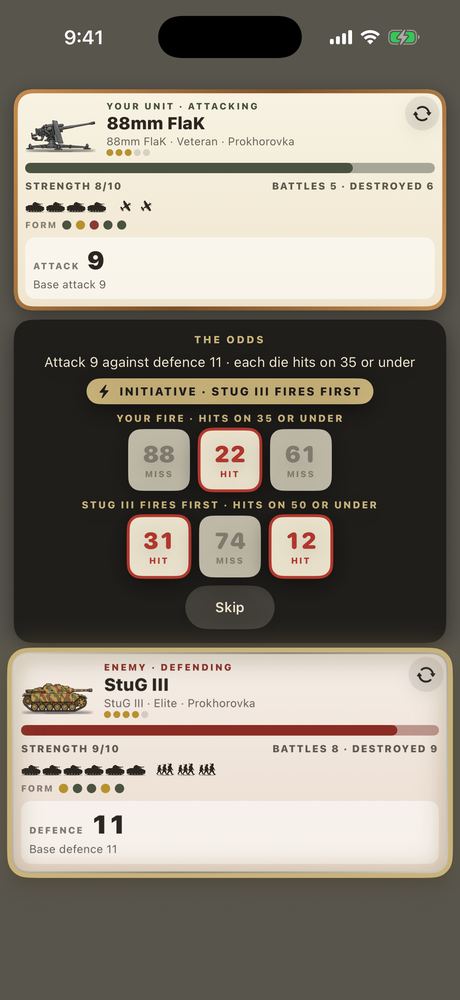 9:41
YOUR UNIT · ATTACKING
88mm FlaK
88mm FlaK · Veteran · Prokhorovka
STRENGTH 8/10
BATTLES 5 · DESTROYED 6
FORM
ATTACK 9
Base attack 9
THE ODDS
Attack 9 against defence 11 · each die hits on 35 or under
INITIATIVE · STUG III FIRES FIRST
YOUR FIRE · HITS ON 35 OR UNDER
88 22 61
MISS HIT MISS
STUG III FIRES FIRST · HITS ON 50 OR UNDER
31 74 12
HIT MISS HIT
Skip
ENEMY · DEFENDING
StuG III
StuG III · Elite · Prokhorovka
STRENGTH 9/10
BATTLES 8 · DESTROYED 9
FORM
DEFENCE 11
Base defence 11